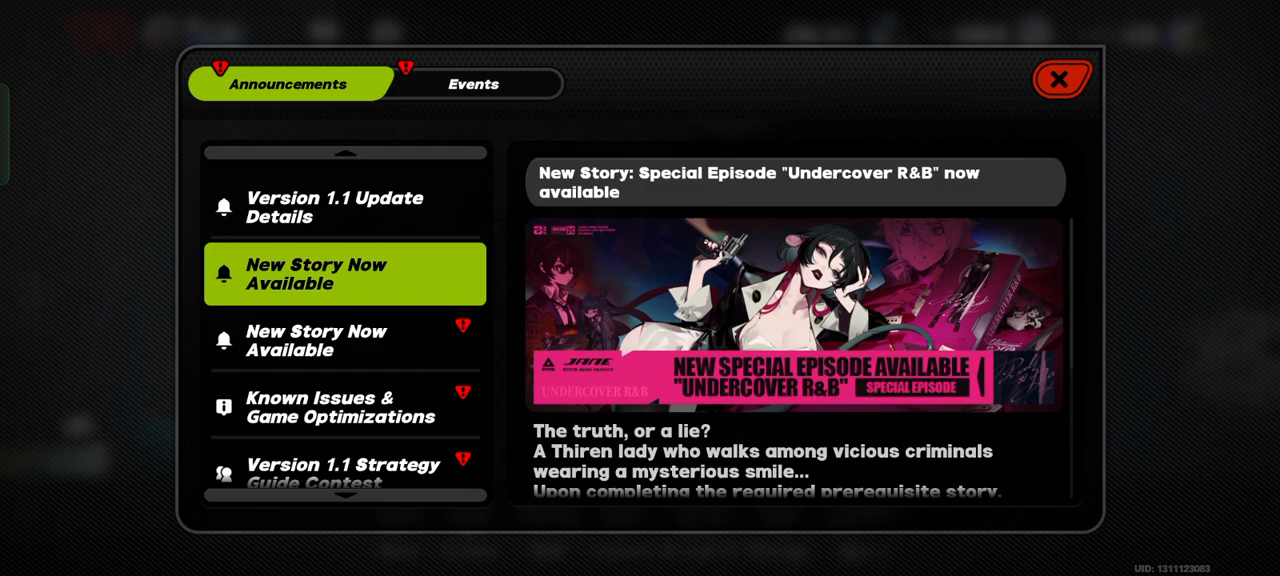 Announcements
Events
Version 1.1 Update
Details
New Story Now
Available
New Story Now
Available
Known Issues &
Game Optimizations
Version 1.1 Strategy
Guide Contest
New Story: Special Episode "Undercover R&B" now
available
JANE
UNDERCOVER R&B
NEW SPECIAL EPISODE AVAILABLE
"UNDERCOVER R&B"
SPECIAL EPISODE
The truth, or a lie?
A Thiren lady who walks among vicious criminals
wearing a mysterious smile...
Upon completing the required prerequisite story,
UID: 1311123083